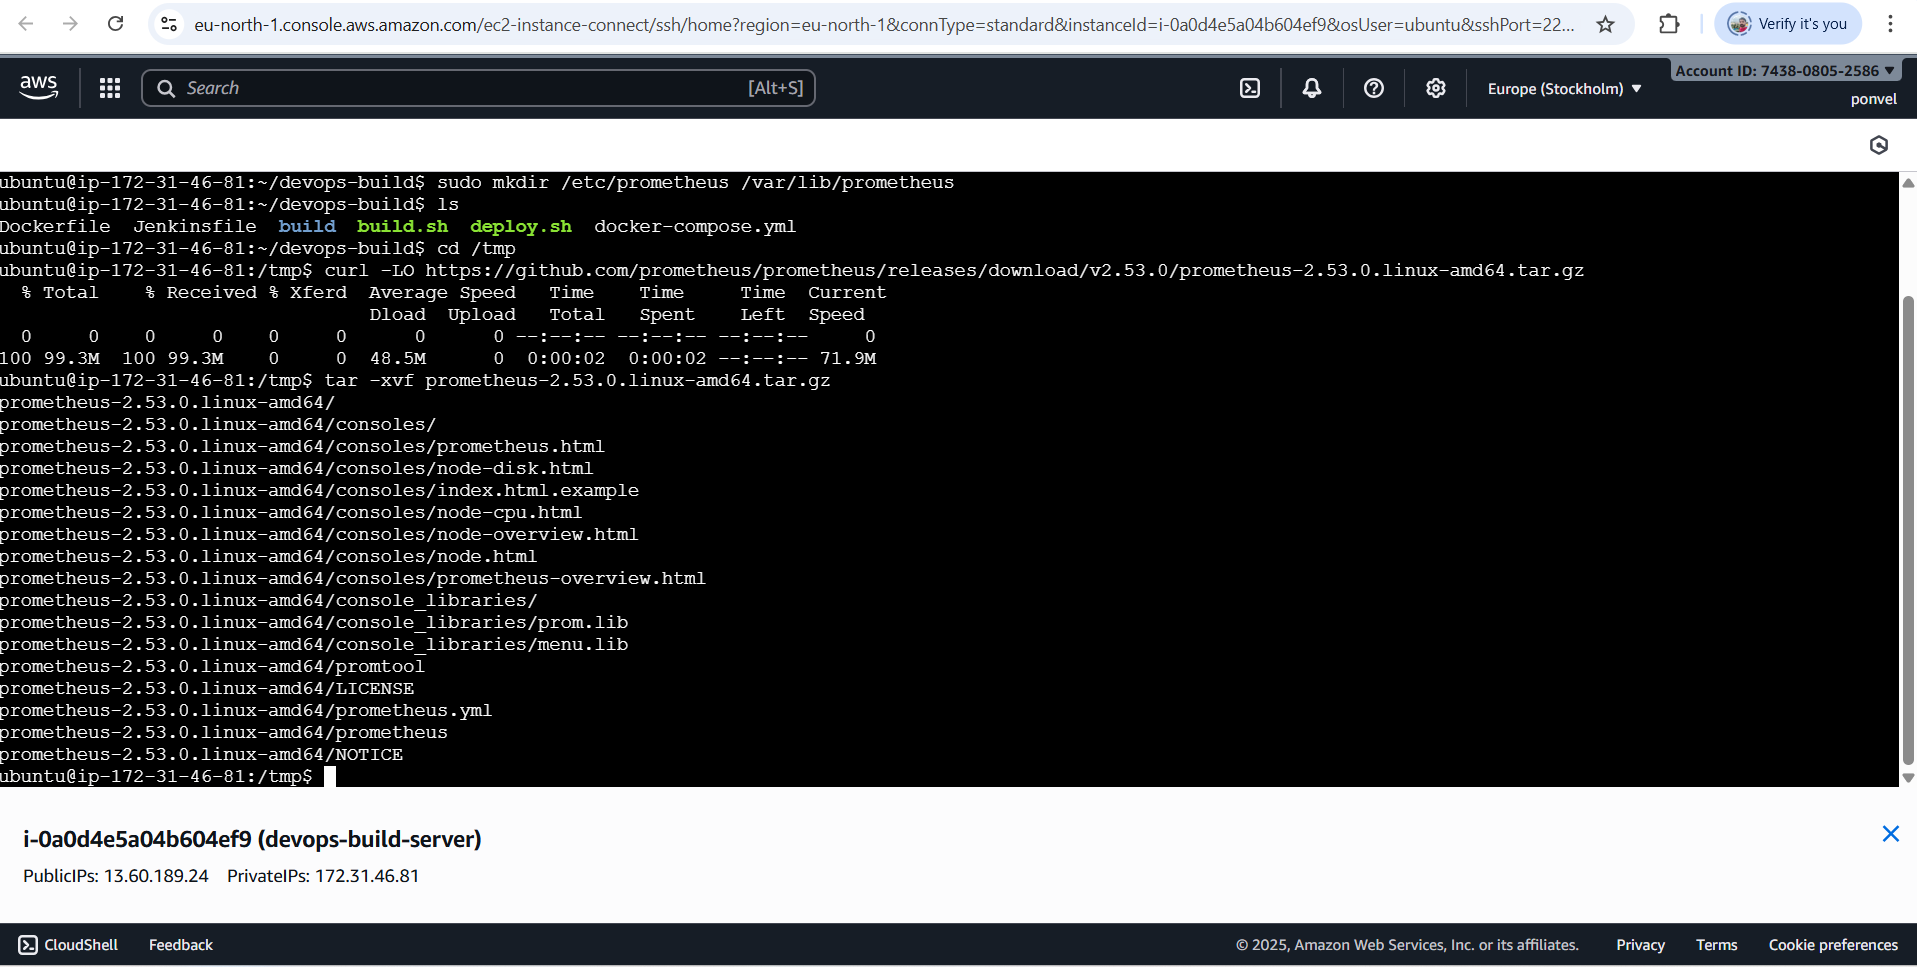 eu-north-1.console.aws.amazon.com/ec2-instance-connect/ssh/home?region=eu-north-1&connType=standard&instanceId=i-0a0d4e5a04b604ef9&osUser=ubuntu&sshPort=22...
Verify it's you
aws
Search
[Alt+S]
Europe (Stockholm)
Account ID: 7438-0805-2586
ponvel
ubuntu@ip-172-31-46-81:~/devops-build$ sudo mkdir /etc/prometheus /var/lib/prometheus
ubuntu@ip-172-31-46-81:~/devops-build$ ls
Dockerfile  Jenkinsfile  build  build.sh  deploy.sh  docker-compose.yml
ubuntu@ip-172-31-46-81:~/devops-build$ cd /tmp
ubuntu@ip-172-31-46-81:/tmp$ curl -LO https://github.com/prometheus/prometheus/releases/download/v2.53.0/prometheus-2.53.0.linux-amd64.tar.gz
  % Total    % Received % Xferd  Average Speed   Time    Time     Time  Current
                                 Dload  Upload   Total   Spent    Left  Speed
  0     0    0     0    0     0      0      0 --:--:-- --:--:-- --:--:--     0
100 99.3M  100 99.3M    0     0  48.5M      0  0:00:02  0:00:02 --:--:-- 71.9M
ubuntu@ip-172-31-46-81:/tmp$ tar -xvf prometheus-2.53.0.linux-amd64.tar.gz
prometheus-2.53.0.linux-amd64/
prometheus-2.53.0.linux-amd64/consoles/
prometheus-2.53.0.linux-amd64/consoles/prometheus.html
prometheus-2.53.0.linux-amd64/consoles/node-disk.html
prometheus-2.53.0.linux-amd64/consoles/index.html.example
prometheus-2.53.0.linux-amd64/consoles/node-cpu.html
prometheus-2.53.0.linux-amd64/consoles/node-overview.html
prometheus-2.53.0.linux-amd64/consoles/node.html
prometheus-2.53.0.linux-amd64/consoles/prometheus-overview.html
prometheus-2.53.0.linux-amd64/console_libraries/
prometheus-2.53.0.linux-amd64/console_libraries/prom.lib
prometheus-2.53.0.linux-amd64/console_libraries/menu.lib
prometheus-2.53.0.linux-amd64/promtool
prometheus-2.53.0.linux-amd64/LICENSE
prometheus-2.53.0.linux-amd64/prometheus.yml
prometheus-2.53.0.linux-amd64/prometheus
prometheus-2.53.0.linux-amd64/NOTICE
ubuntu@ip-172-31-46-81:/tmp$
i-0a0d4e5a04b604ef9 (devops-build-server)
PublicIPs: 13.60.189.24 PrivateIPs: 172.31.46.81
CloudShell Feedback © 2025, Amazon Web Services, Inc. or its affiliates. Privacy Terms Cookie preferences